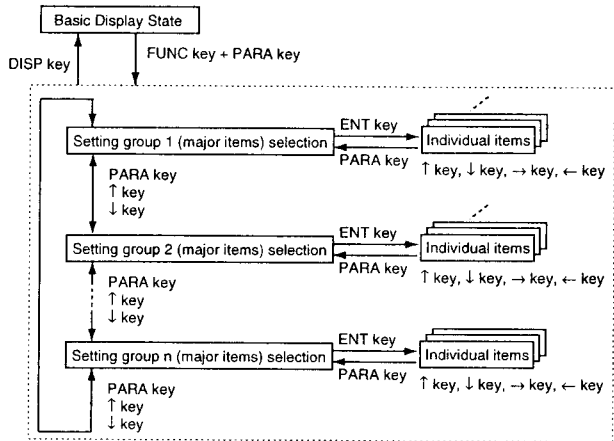 Basic Display State
DISP key
FUNC key + PARA key
Setting group 1 (major items) selection
ENT key
PARA key
Individual items
↑ key, ↓ key, → key, ← key
PARA key
↑ key
↓ key
Setting group 2 (major items) selection
ENT key
PARA key
Individual items
↑ key, ↓ key, → key, ← key
PARA key
↑ key
↓ key
Setting group n (major items) selection
ENT key
PARA key
Individual items
↑ key, ↓ key, → key, ← key
PARA key
↑ key
↓ key